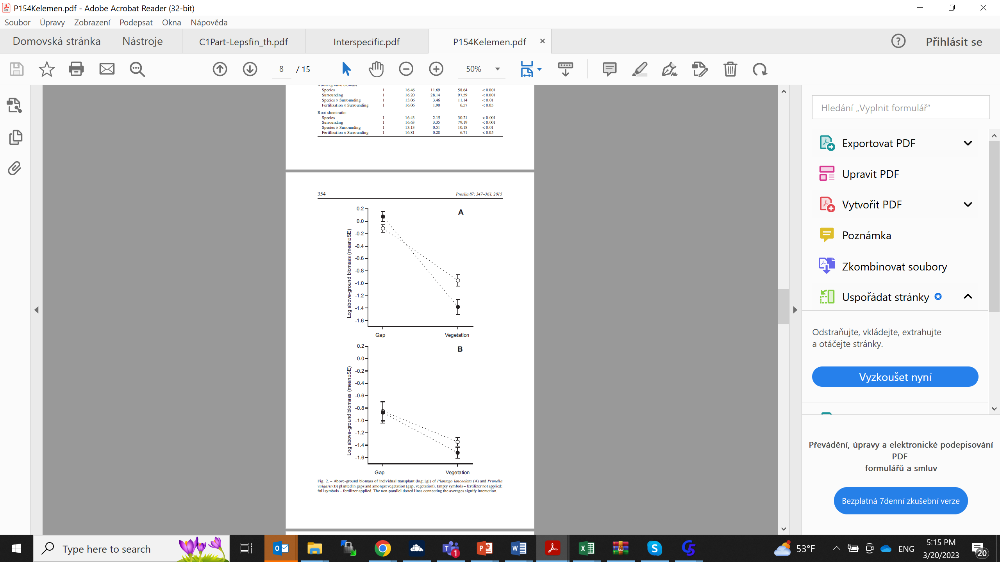 P154Kelemen.pdf - Adobe Acrobat Reader (32-bit)
Soubor Úpravy Zobrazení Podepsat Okna Nápověda
Domovská stránka Nástroje C1Part-Lepsfin_th.pdf Interspecific.pdf P154Kelemen.pdf Přihlásit se
8 / 15 50%
Above-ground biomass:
Species 1 16.46 11.69 58.64 < 0.001
Surrounding 1 16.20 28.14 97.59 < 0.001
Species × Surrounding 1 13.06 3.46 11.14 < 0.01
Fertilization × Surrounding 1 16.06 1.90 6.57 < 0.05
Root-shoot ratio:
Species 1 16.43 2.15 30.21 < 0.001
Surrounding 1 16.63 3.35 79.19 < 0.001
Species × Surrounding 1 13.13 0.51 10.18 < 0.01
Fertilization × Surrounding 1 16.81 0.28 6.71 < 0.05
354 Preslia 87: 347–361, 2015
A
Log above-ground biomass (mean±SE)
0.2
0.0
-0.2
-0.4
-0.6
-0.8
-1.0
-1.2
-1.4
-1.6
Gap Vegetation
B
Log above-ground biomass (mean±SE)
0.2
0.0
-0.2
-0.4
-0.6
-0.8
-1.0
-1.2
-1.4
-1.6
Gap Vegetation
Fig. 2. – Above-ground biomass of individual transplant (log; [g]) of Plantago lanceolata (A) and Prunella
vulgaris (B) planted in gaps and amongst vegetation (gap, vegetation). Empty symbols – fertilizer not applied;
full symbols – fertilizer applied. The non-parallel dotted lines connecting the averages signify interaction.
Hledání „Vyplnit formulář“
Exportovat PDF
Upravit PDF
Vytvořit PDF
Poznámka
Zkombinovat soubory
Uspořádat stránky
Odstraňujte, vkládejte, extrahujte
a otáčejte stránky.
Vyzkoušet nyní
Převádění, úpravy a elektronické podepisování
PDF
formulářů a smluv
Bezplatná 7denní zkušební verze
Type here to search
1
53°F
ENG
5:15 PM
3/20/2023
20